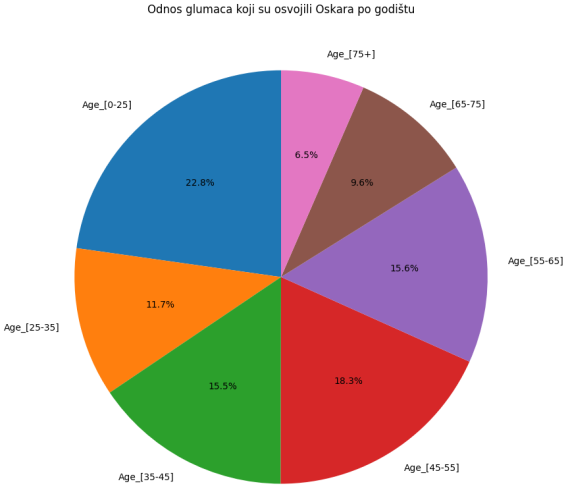 Odnos glumaca koji su osvojili Oskara po godištu
Age_[75+]
Age_[0-25]
Age_[65-75]
6.5%
22.8%
9.6%
Age_[55-65]
15.6%
11.7%
Age_[25-35]
18.3%
15.5%
Age_[45-55]
Age_[35-45]